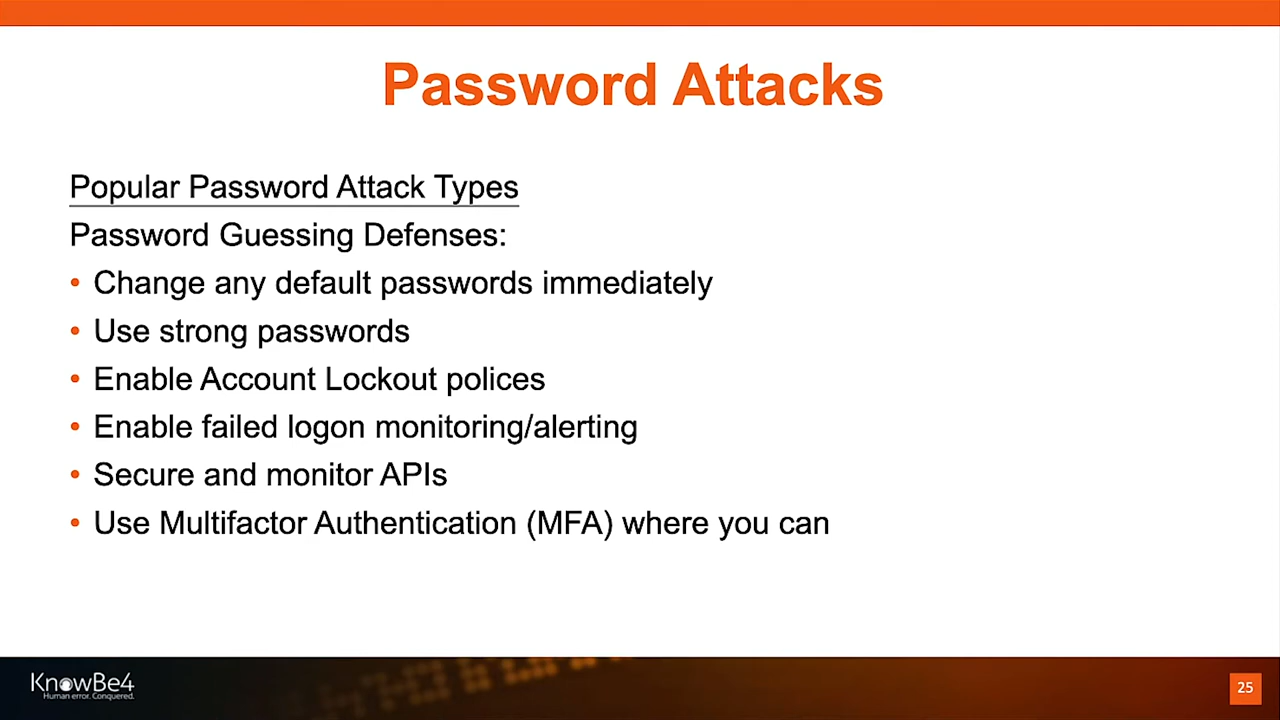 Password Attacks
Popular Password Attack Types
Password Guessing Defenses:
• Change any default passwords immediately
• Use strong passwords
• Enable Account Lockout polices
• Enable failed logon monitoring/alerting
• Secure and monitor APIs
• Use Multifactor Authentication (MFA) where you can
KnowBe4
Human error. Conquered.
25